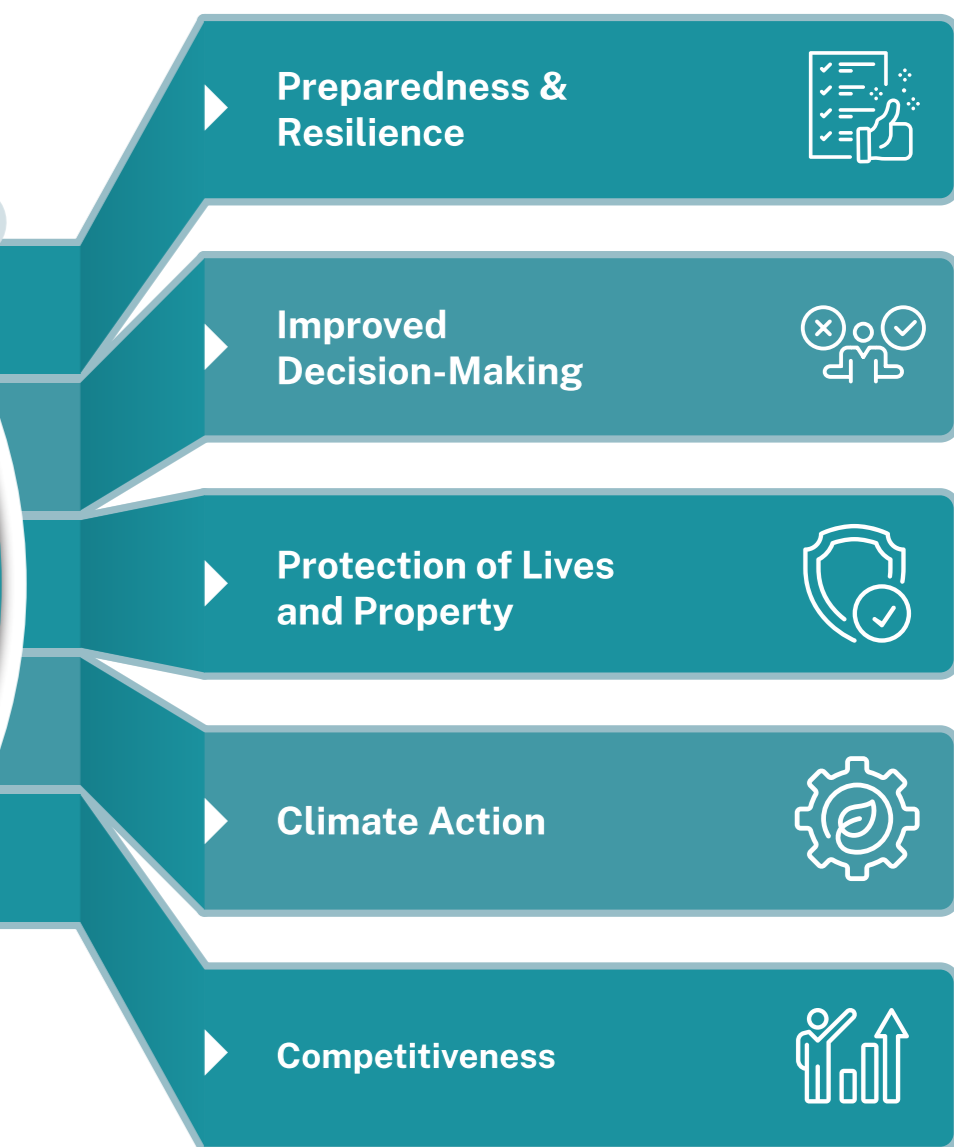 Preparedness &
Resilience
Improved
Decision-Making
Protection of Lives
and Property
Climate Action
Competitiveness